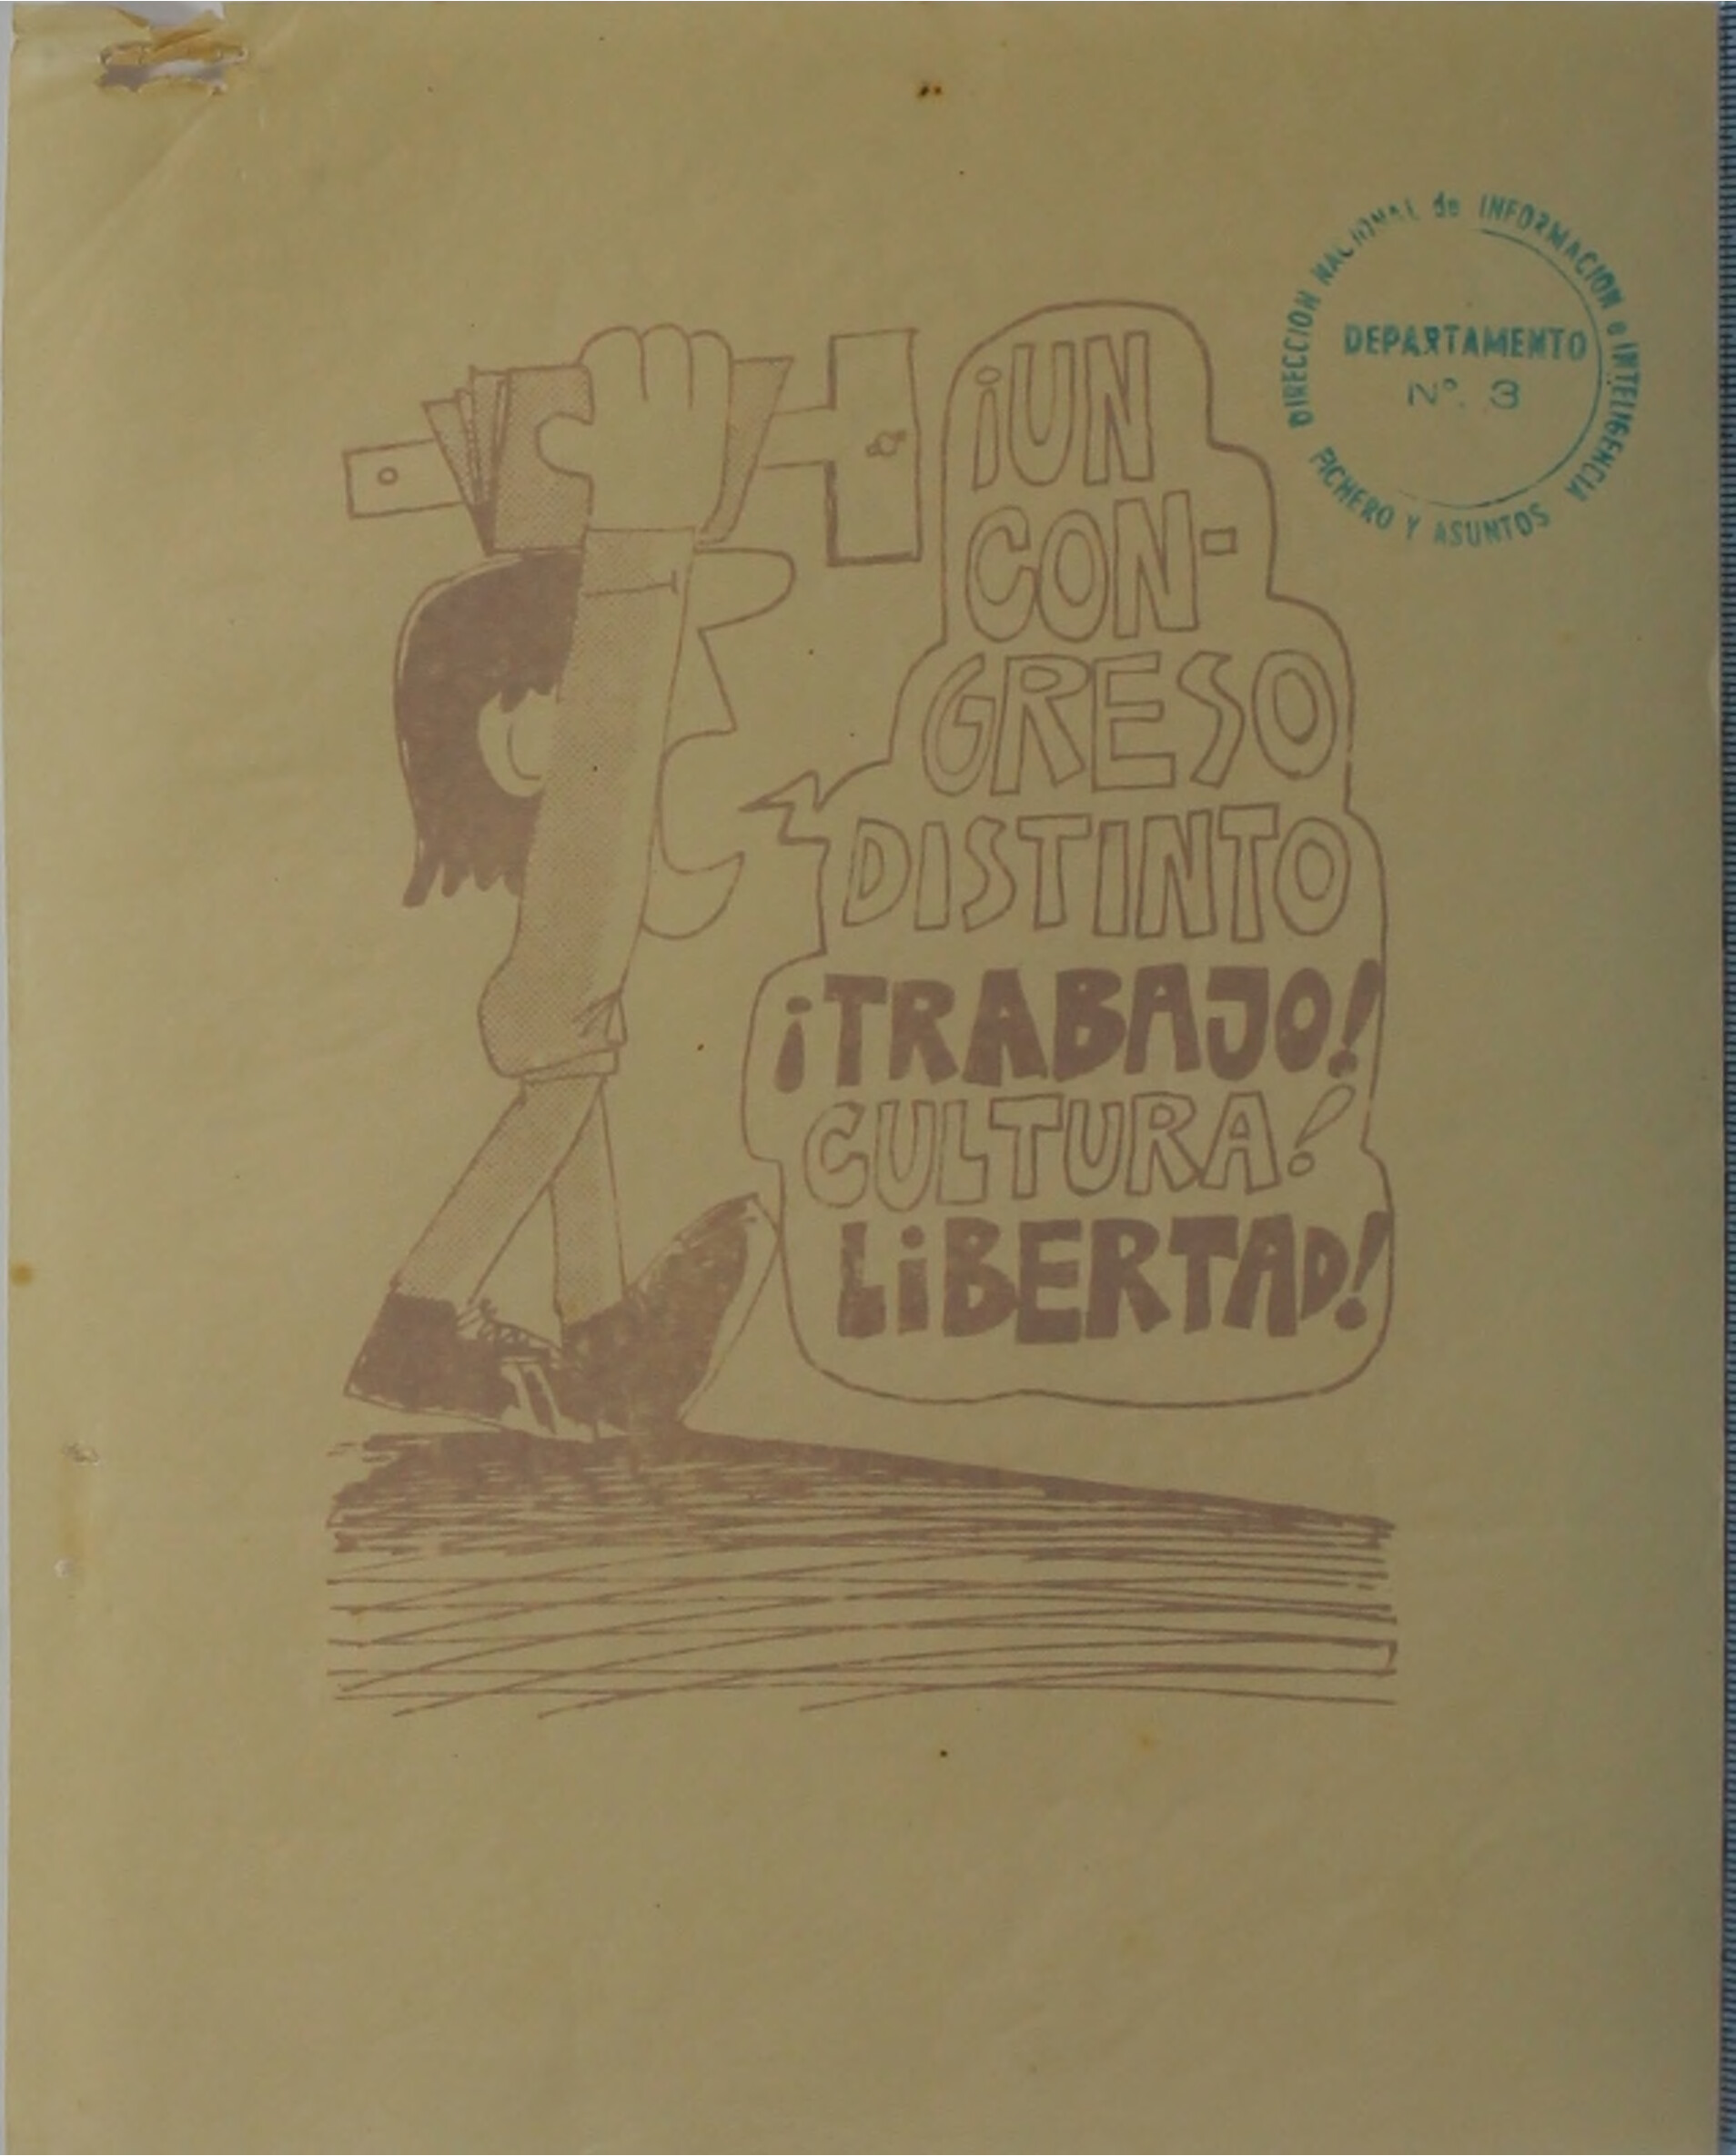 DIRECCION NACIONAL de INFORMACION e INTELIGENCIA
DEPARTAMENTO
Nº. 3
FICHERO Y ASUNTOS
¡UN
CON-
GRESO
DISTINTO
¡TRABAJO!
CULTURA!
LiBERTAD!